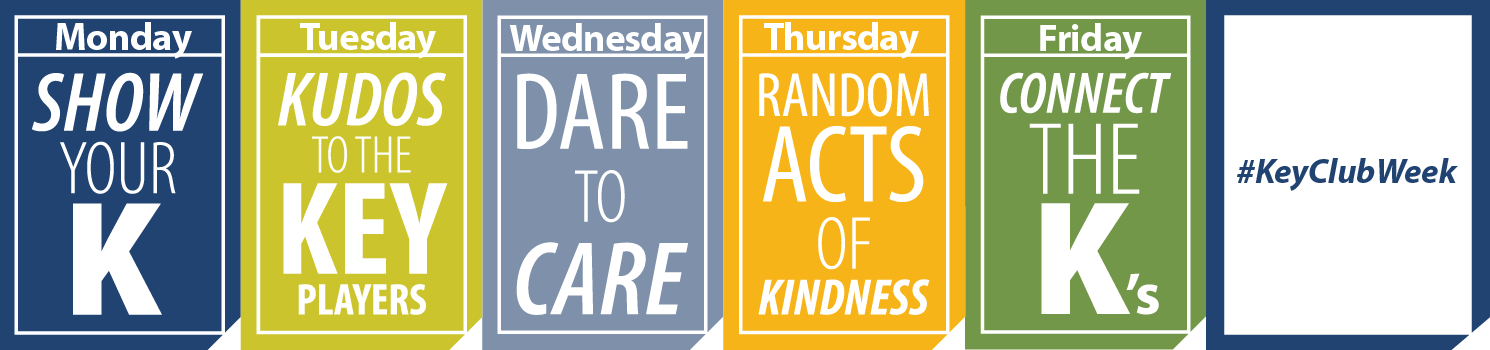 Monday
SHOW
YOUR
K
Tuesday
KUDOS
TO THE
KEY
PLAYERS
Wednesday
DARE
TO
CARE
Thursday
RANDOM
ACTS
OF
KINDNESS
Friday
CONNECT
THE
K's
#KeyClubWeek